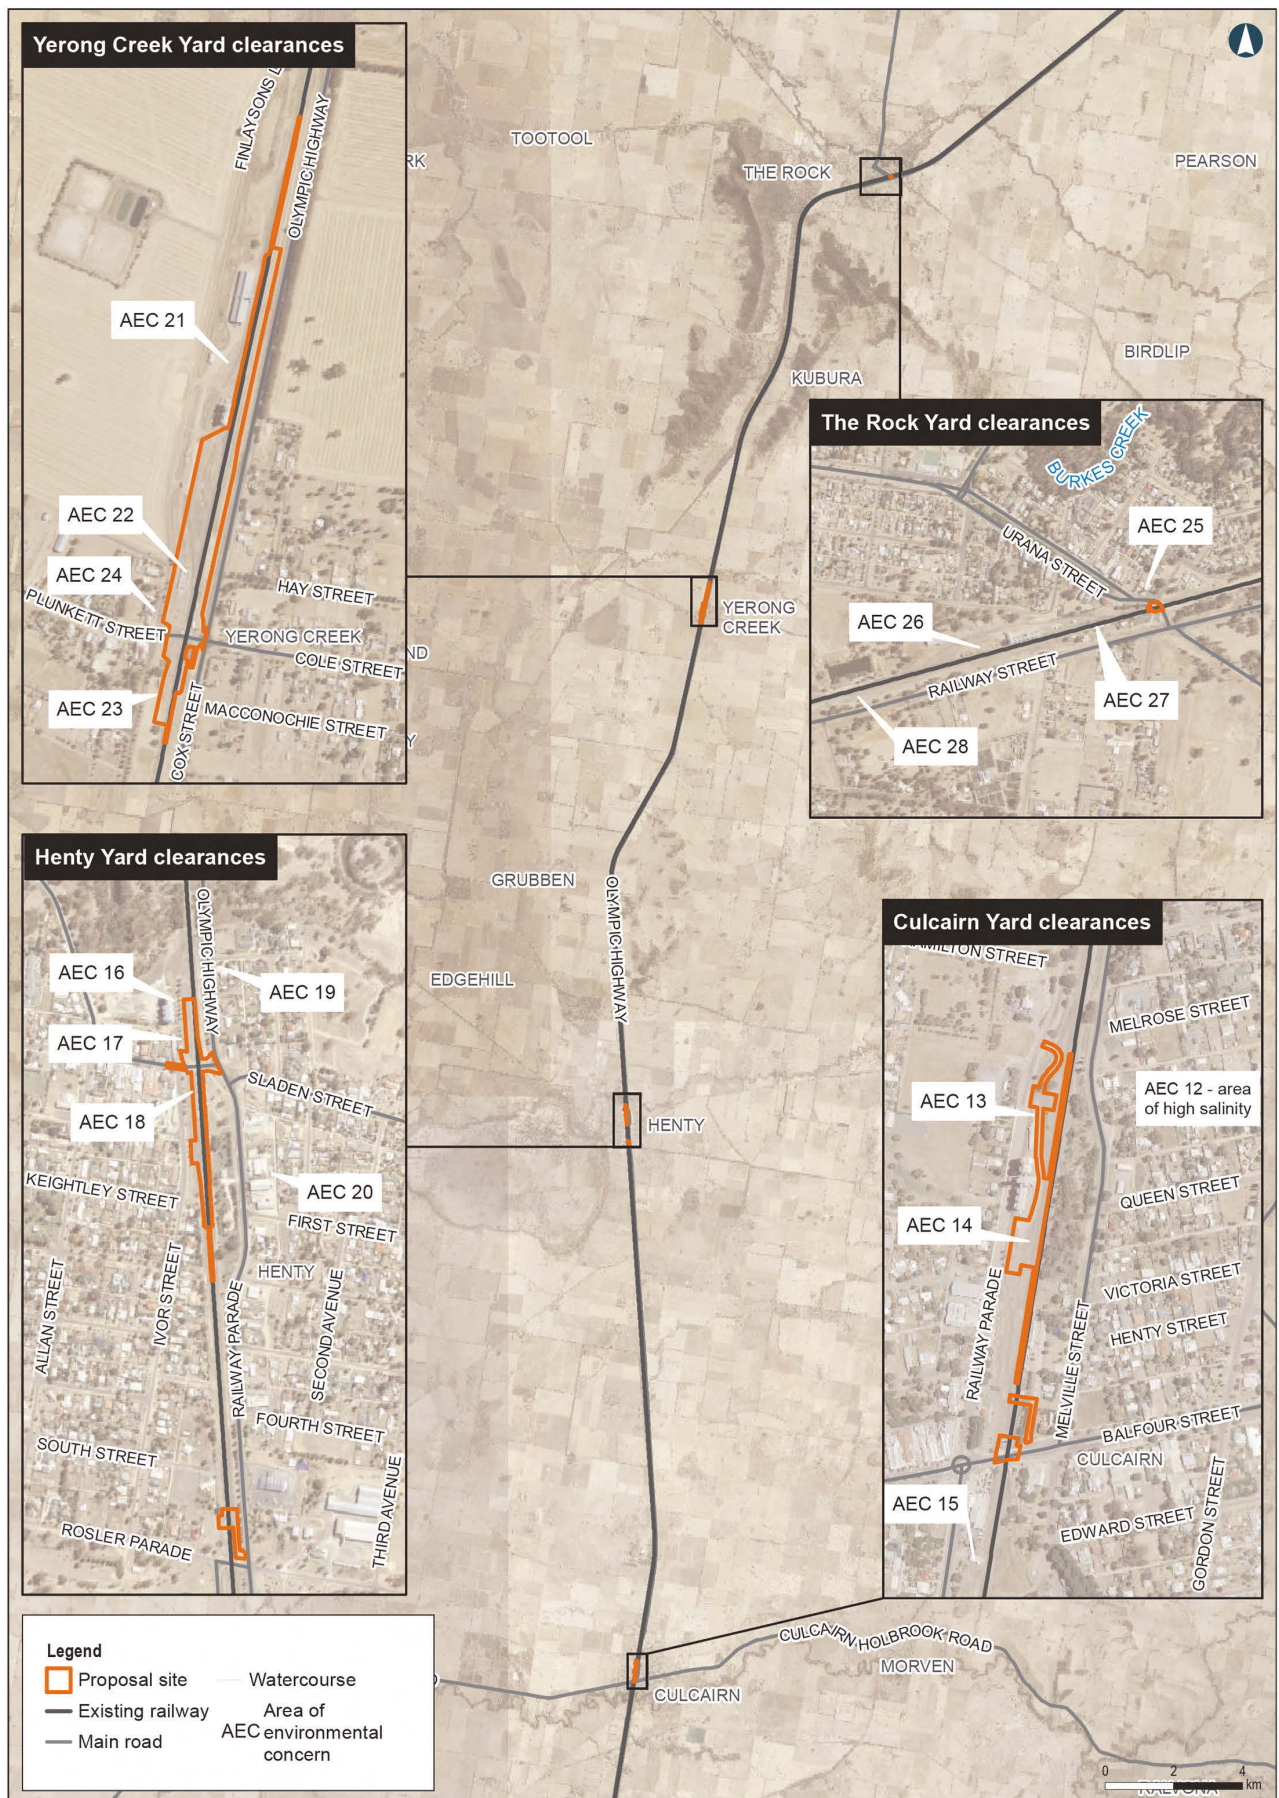 Yerong Creek Yard clearances
FINLAYSONS L
OLYMPIC HIGHWAY
AEC 21
AEC 22
AEC 24
PLUNKETT STREET
HAY STREET
YERONG CREEK
COLE STREET
AEC 23
MACCONOCHIE STREET
COX STREET
RK
TOOTOOL
THE ROCK
PEARSON
BIRDLIP
KUBURA
YERONG
CREEK
ND
Y
The Rock Yard clearances
BURKES CREEK
AEC 25
URANA STREET
AEC 26
RAILWAY STREET
AEC 27
AEC 28
GRUBBEN
OLYMPIC HIGHWAY
EDGEHILL
HENTY
Henty Yard clearances
OLYMPIC HIGHWAY
AEC 16
AEC 19
AEC 17
SLADEN STREET
AEC 18
KEIGHTLEY STREET
AEC 20
FIRST STREET
HENTY
ALLAN STREET
IVOR STREET
RAILWAY PARADE
SECOND AVENUE
FOURTH STREET
SOUTH STREET
THIRD AVENUE
ROSLER PARADE
Culcairn Yard clearances
AMILTON STREET
MELROSE STREET
AEC 12 - area
of high salinity
AEC 13
QUEEN STREET
AEC 14
VICTORIA STREET
RAILWAY PARADE
HENTY STREET
MELVILLE STREET
BALFOUR STREET
CULCAIRN
AEC 15
EDWARD STREET
GORDON STREET
CULCAIRN HOLBROOK ROAD
MORVEN
CULCAIRN
Legend
Proposal site
Watercourse
Existing railway
Main road
AEC
Area of
environmental
concern
0 2 4
km